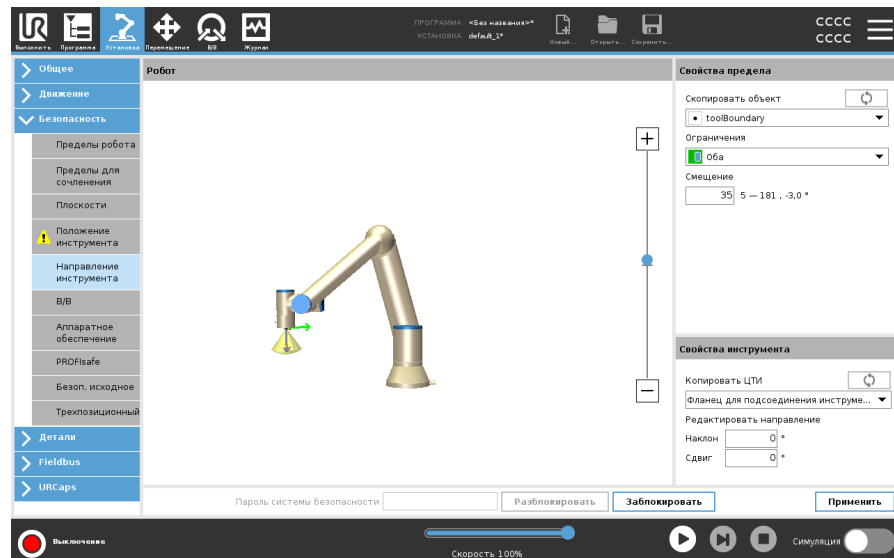 UR
ПРОГРАММА <Без названия>*
УСТАНОВКА default_1*
CCCC
CCCC
Выполнить Программа Установка Перемещение В/В Журнал
Новый... Открыть... Сохранить...
Общее
Движение
Безопасность
Пределы робота
Пределы для
сочленения
Плоскости
Положение
инструмента
Направление
инструмента
В/В
Аппаратное
обеспечение
PROFIsafe
Безоп. исходное
Трехпозиционный
Детали
Fieldbus
URCaps
Робот
Свойства предела
Скопировать объект
toolBoundary
Ограничения
Оба
Смещение
35 5 — 181 , -3,0 °
Свойства инструмента
Копировать ЦТИ
Фланец для подсоединения инструме...
Редактировать направление
Наклон 0 °
Сдвиг 0 °
Пароль системы безопасности Разблокировать Заблокировать Применить
Выключение
Скорость 100%
Симуляция